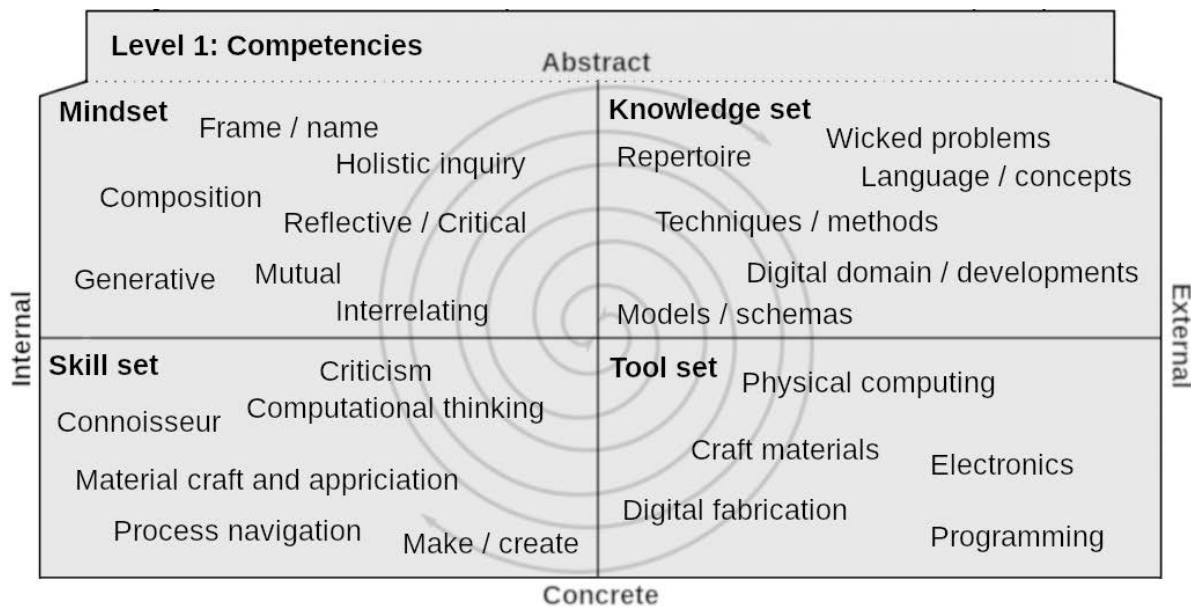 Level 1: Competencies
Abstract
Mindset
Frame / name
Holistic inquiry
Composition
Reflective / Critical
Generative
Mutual
Interrelating
Knowledge set
Wicked problems
Repertoire
Language / concepts
Techniques / methods
Digital domain / developments
Models / schemas
Internal
External
Skill set
Criticism
Computational thinking
Connoisseur
Material craft and appriciation
Process navigation
Make / create
Tool set
Physical computing
Craft materials
Electronics
Digital fabrication
Programming
Concrete